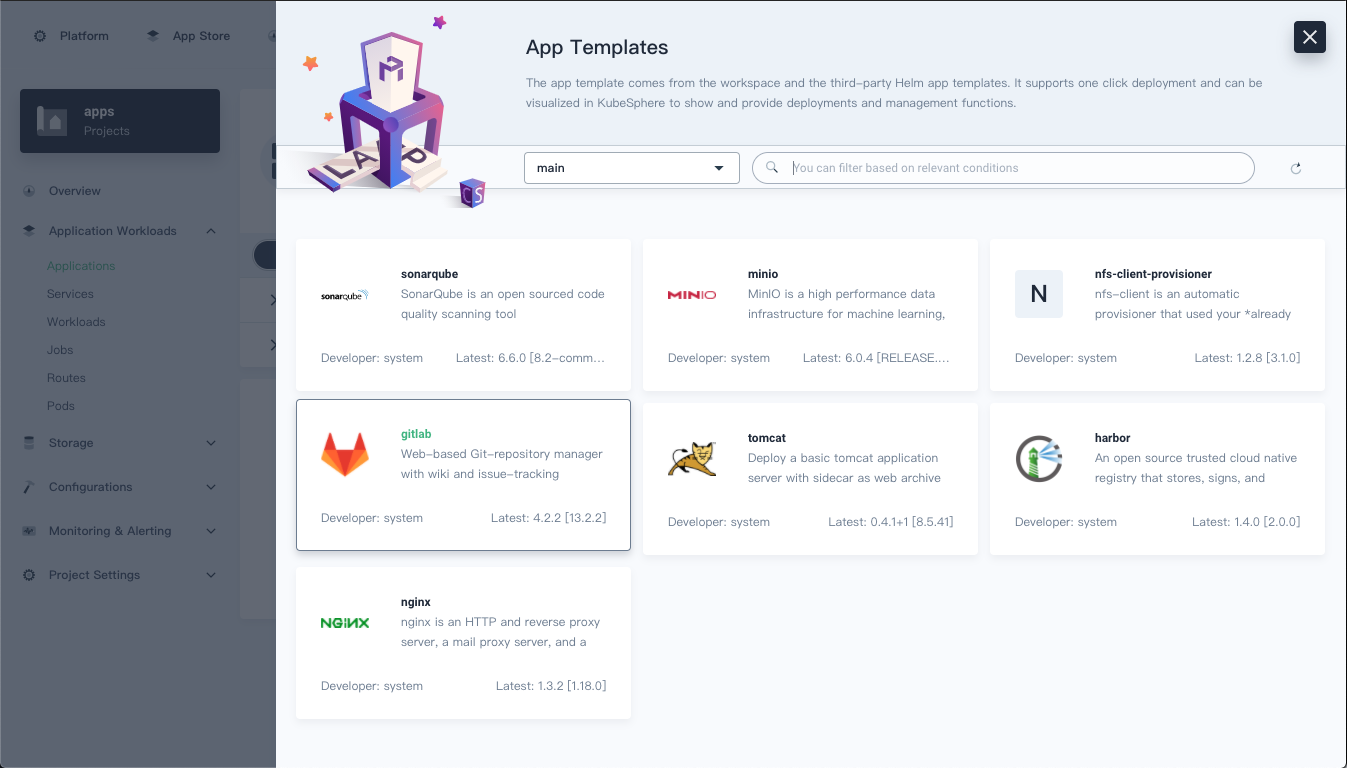 Platform
App Store
apps
Projects
Overview
Application Workloads
Applications
Services
Workloads
Jobs
Routes
Pods
Storage
Configurations
Monitoring & Alerting
Project Settings
App Templates
The app template comes from the workspace and the third-party Helm app templates. It supports one click deployment and can be
visualized in KubeSphere to show and provide deployments and management functions.
LAPD
CS
main
You can filter based on relevant conditions
sonarqube
sonarqube
SonarQube is an open sourced code
quality scanning tool
Developer: system
Latest: 6.6.0 [8.2-comm...
MINIO
minio
MinIO is a high performance data
infrastructure for machine learning,
Developer: system
Latest: 6.0.4 [RELEASE....
N
nfs-client-provisioner
nfs-client is an automatic
provisioner that used your *already
Developer: system
Latest: 1.2.8 [3.1.0]
gitlab
Web-based Git-repository manager
with wiki and issue-tracking
Developer: system
Latest: 4.2.2 [13.2.2]
tomcat
Deploy a basic tomcat application
server with sidecar as web archive
Developer: system
Latest: 0.4.1+1 [8.5.41]
harbor
An open source trusted cloud native
registry that stores, signs, and
Developer: system
Latest: 1.4.0 [2.0.0]
NGINX
nginx
nginx is an HTTP and reverse proxy
server, a mail proxy server, and a
Developer: system
Latest: 1.3.2 [1.18.0]